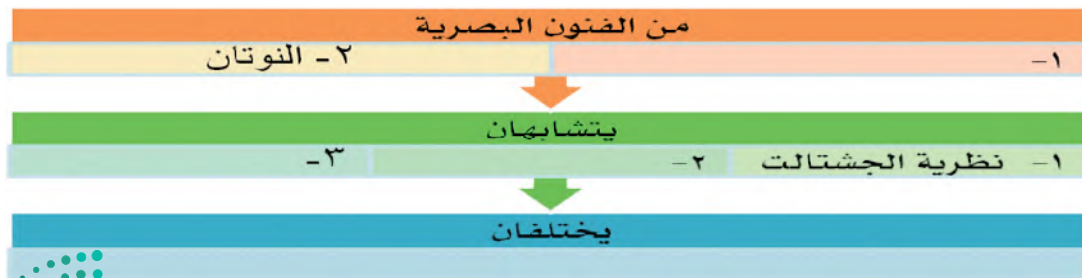 من الفنون البصرية
١- ٢- النوتان
يتشابهان
١- نظرية الجشتالت ٢- ٣-
يختلفان